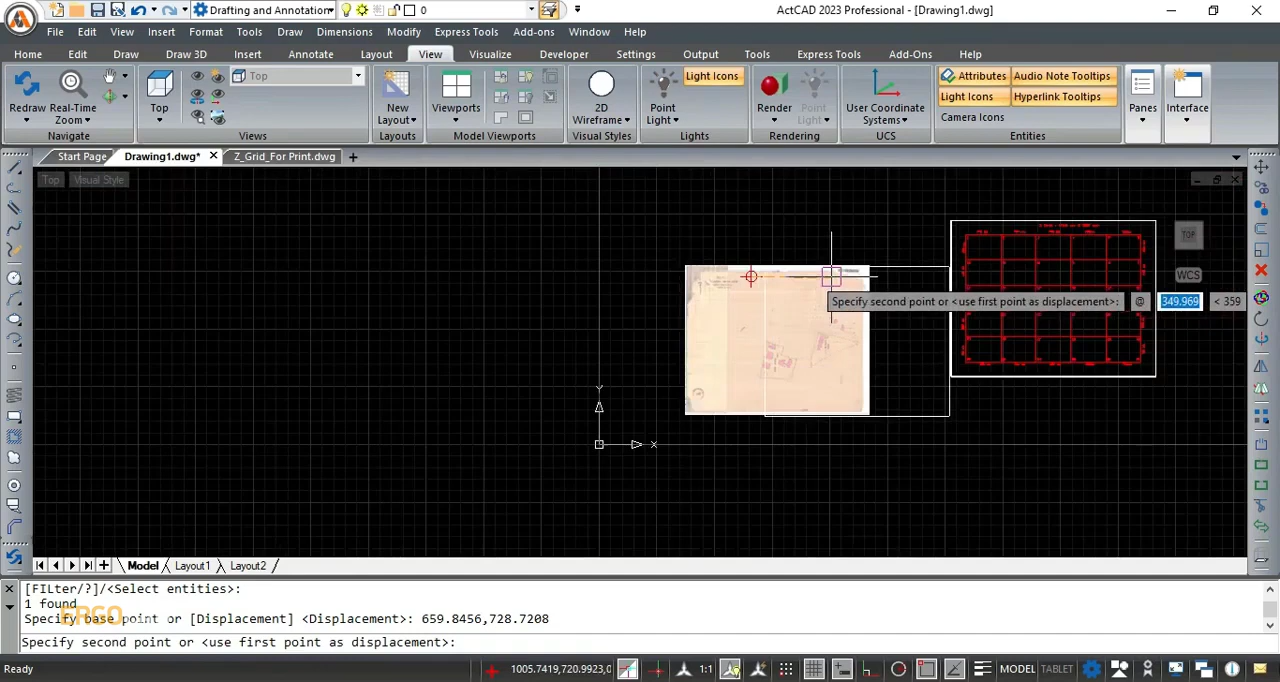 Drafting and Annotation
0
ActCAD 2023 Professional - [Drawing1.dwg]
File Edit View Insert Format Tools Draw Dimensions Modify Express Tools Add-ons Window Help
Home Edit Draw Draw 3D Insert Annotate Layout View Visualize Developer Settings Output Tools Express Tools Add-Ons Help
Redraw Real-Time Zoom Navigate
Top Top Views
New Layout Layouts
Viewports Model Viewports
2D Wireframe Visual Styles
Point Light Light Icons Lights
Render Point Light Rendering
User Coordinate Systems UCS
Attributes Audio Note Tooltips
Light Icons Hyperlink Tooltips
Camera Icons
Entities
Panes
Interface
Start Page Drawing1.dwg* Z_Grid_For Print.dwg
Top Visual Style
TOP
WCS
Specify second point or <use first point as displacement>: @ 349.969 < 359
Y
X
Model Layout1 Layout2
[FILter/?]/<Select entities>:
1 found
ERGO
Specify base point or [Displacement] <Displacement>: 659.8456,728.7208
Specify second point or <use first point as displacement>:
Ready 1005.7419,720.9923,0 1:1 MODEL TABLET